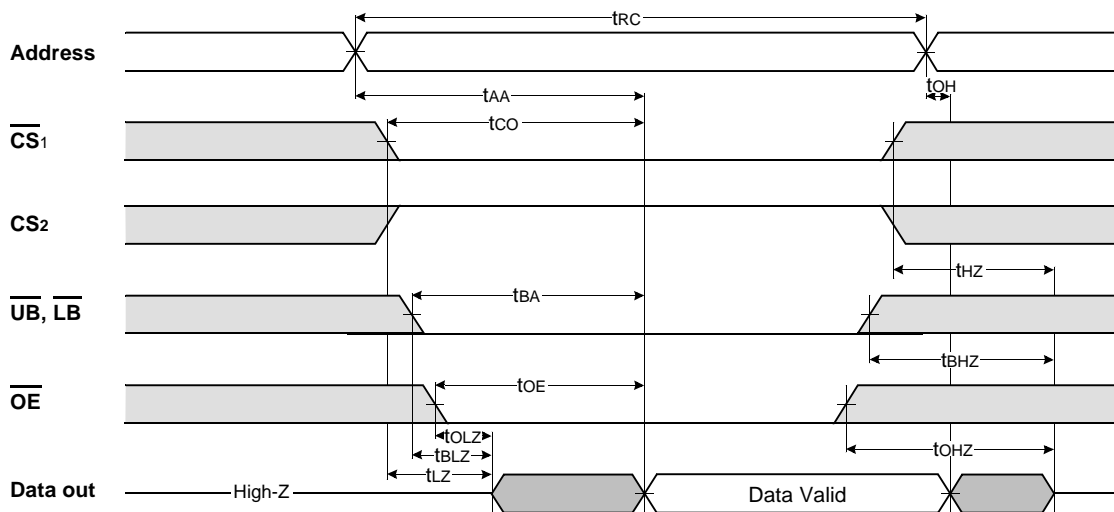 tRC
Address
tOH
tAA
tCO
CS1
CS2
tHZ
tBA
UB, LB
tBHZ
tOE
OE
tOLZ
tOHZ
tBLZ
tLZ
Data out
High-Z
Data Valid